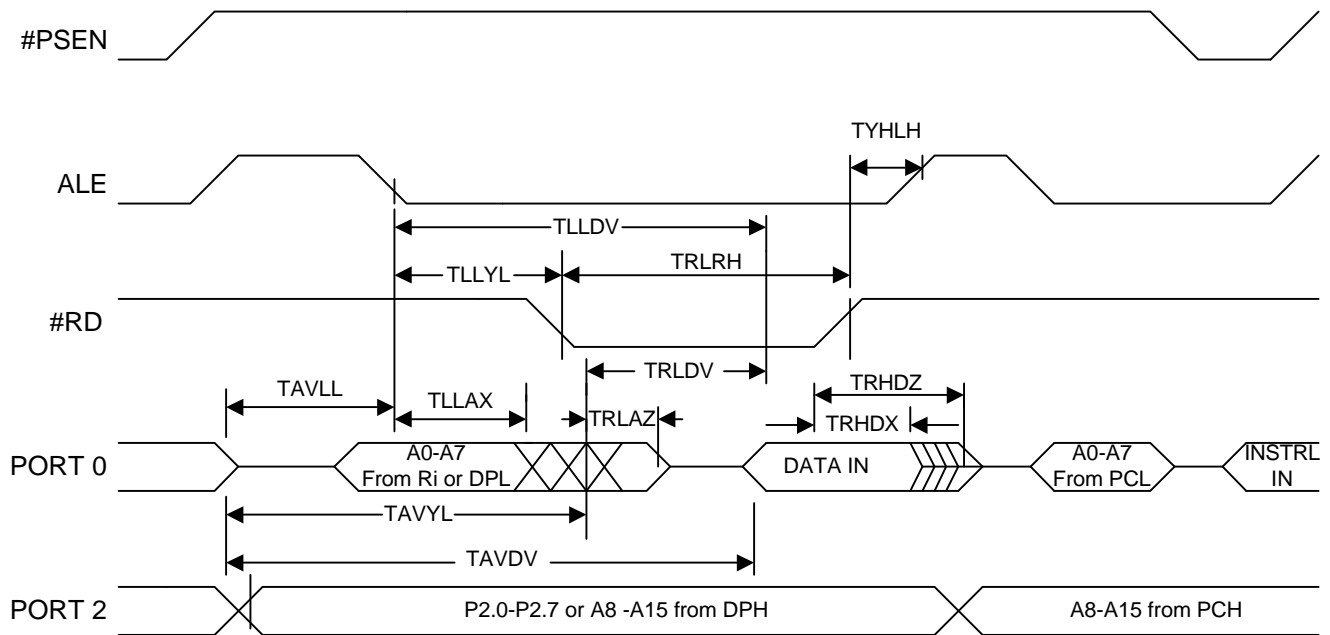 #PSEN
TYHLH
ALE
TLLDV
TLLYL
TRLRH
#RD
TRLDV
TAVLL
TLLAX
TRLAZ
TRHDZ
TRHDX
PORT 0
A0-A7
From Ri or DPL
DATA IN
A0-A7
From PCL
INSTRL
IN
TAVYL
TAVDV
PORT 2
P2.0-P2.7 or A8 -A15 from DPH
A8-A15 from PCH